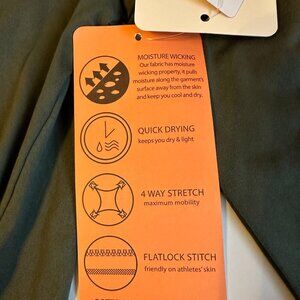 MOISTURE WICKING
Our fabric has moisture
wicking property, it pulls
moisture along the garment's
surface away from the skin
and keep you cool and dry.
QUICK DRYING
keeps you dry & light
4 WAY STRETCH
maximum mobility
FLATLOCK STITCH
friendly on athletes' skin